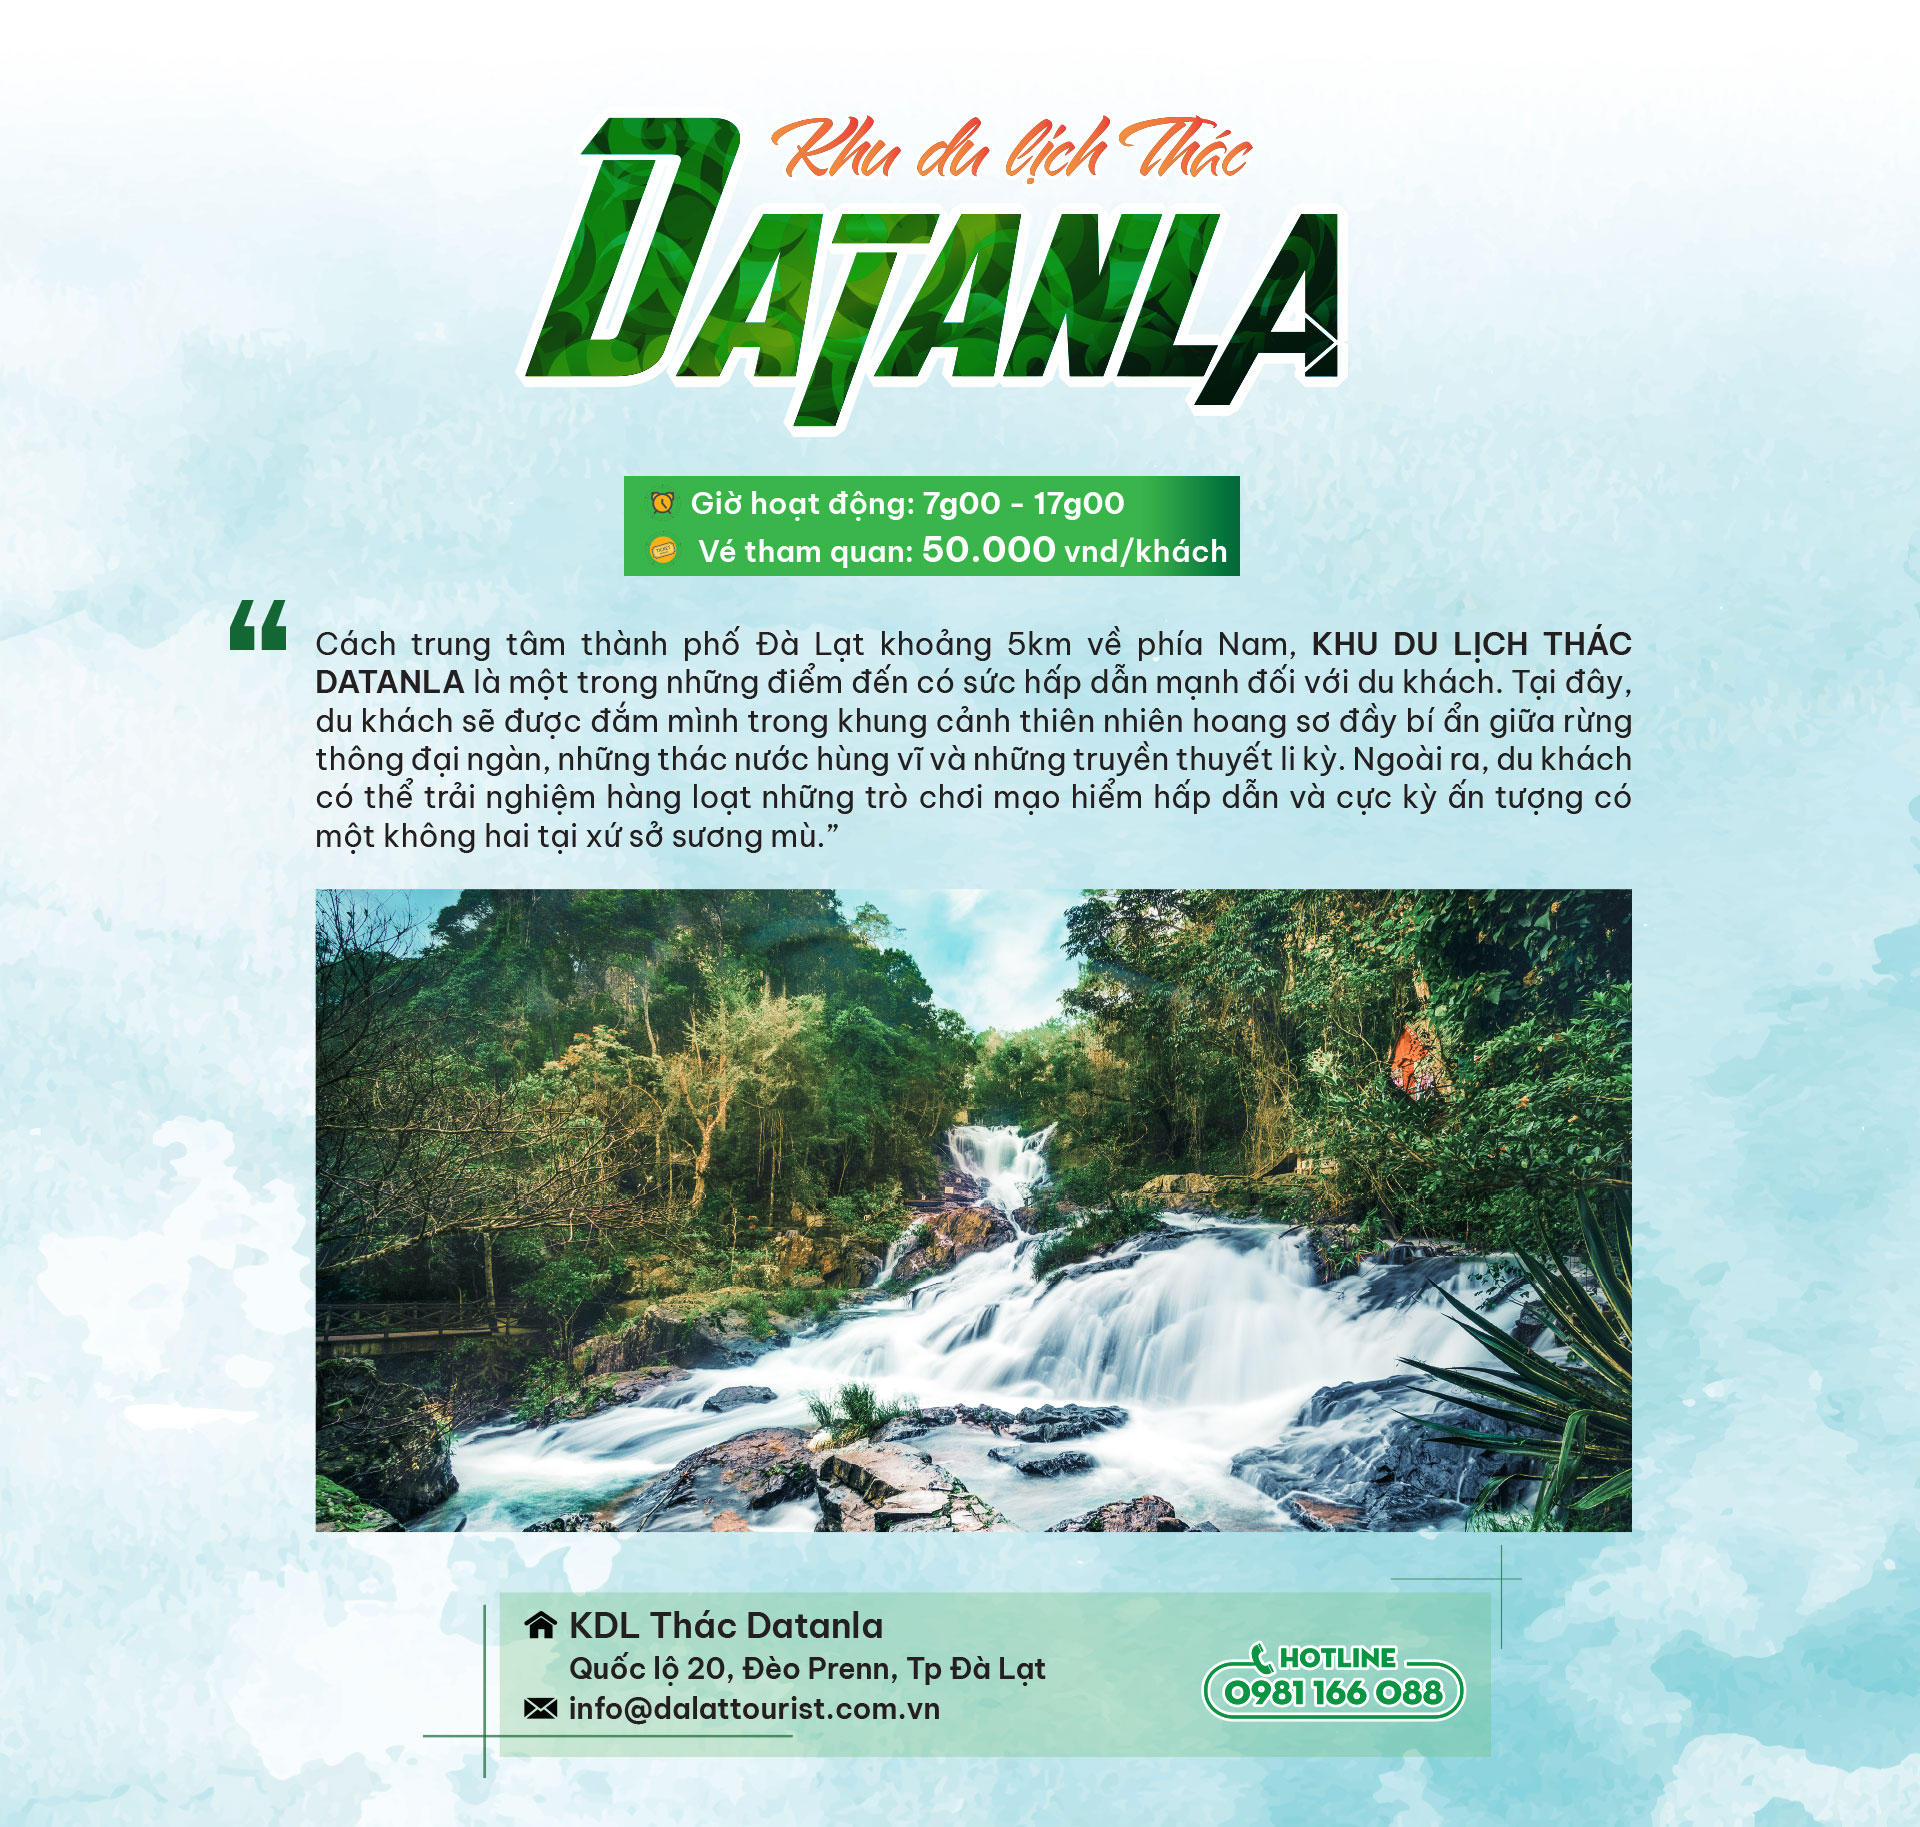 Khu du lịch Thác
DATANLA
Giờ hoạt động: 7g00 - 17g00
Vé tham quan: 50.000 vnd/khách
“ Cách trung tâm thành phố Đà Lạt khoảng 5km về phía Nam, KHU DU LỊCH THÁC
DATANLA là một trong những điểm đến có sức hấp dẫn mạnh đối với du khách. Tại đây,
du khách sẽ được đắm mình trong khung cảnh thiên nhiên hoang sơ đầy bí ẩn giữa rừng
thông đại ngàn, những thác nước hùng vĩ và những truyền thuyết li kỳ. Ngoài ra, du khách
có thể trải nghiệm hàng loạt những trò chơi mạo hiểm hấp dẫn và cực kỳ ấn tượng có
một không hai tại xứ sở sương mù.”
KDL Thác Datanla
Quốc lộ 20, Đèo Prenn, Tp Đà Lạt
info@dalattourist.com.vn
HOTLINE
0981 166 088